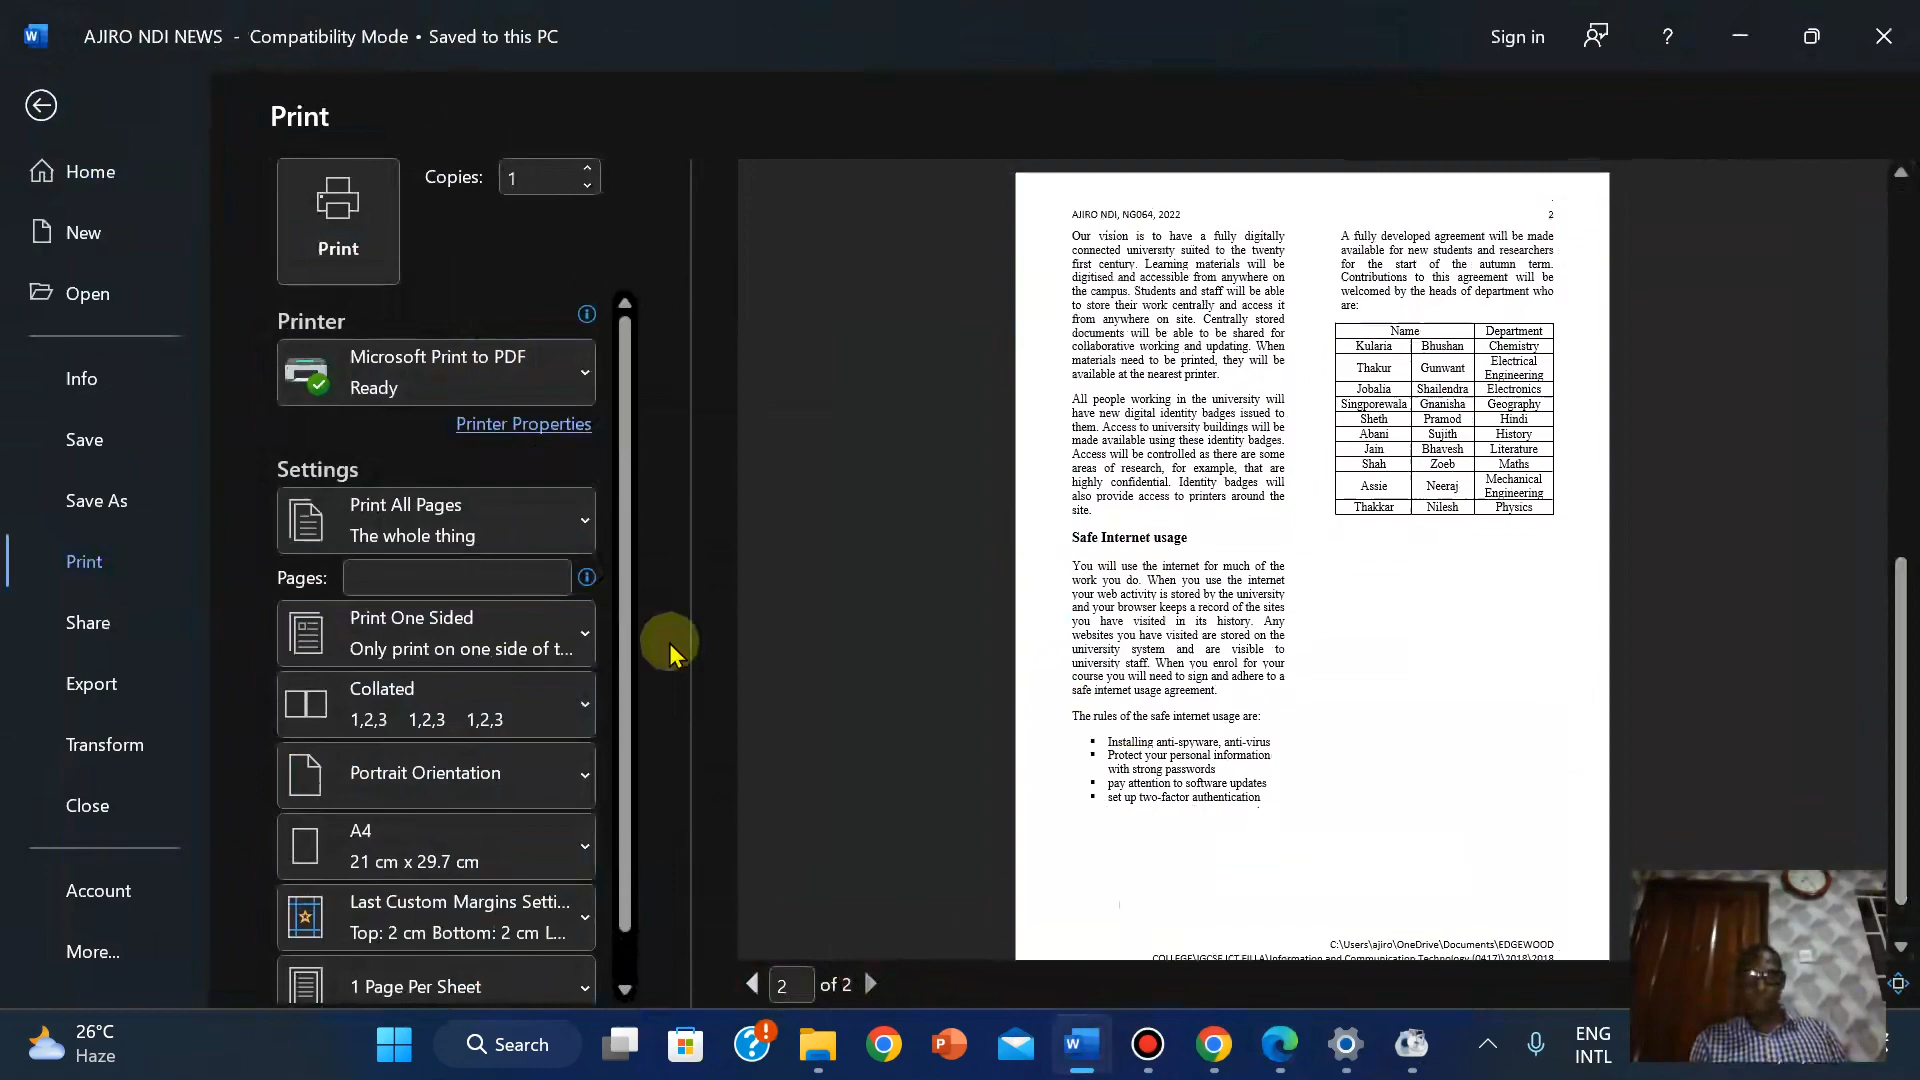 AJIRO NDI NEWS - Compatibility Mode • Saved to this PC
Sign in
?
Home
New
Open
Info
Save
Save As
Print
Share
Export
Transform
Close
Account
More...
Print
Print
Copies: 1
Printer
Microsoft Print to PDF
Ready
Printer Properties
Settings
Print All Pages
The whole thing
Pages:
Print One Sided
Only print on one side of t...
Collated
1,2,3 1,2,3 1,2,3
Portrait Orientation
A4
21 cm x 29.7 cm
Last Custom Margins Setti...
Top: 2 cm Bottom: 2 cm L...
1 Page Per Sheet
AJIRO NDI, NG064, 2022 2
Our vision is to have a fully digitally
connected university suited to the twenty
first century. Learning materials will be
digitised and accessible from anywhere on
the campus. Students and staff will be able
to store their work centrally and access it
from anywhere on site. Centrally stored
documents will be able to be shared for
collaborative working and updating. When
materials need to be printed, they will be
available at the nearest printer.
All people working in the university will
have new digital identity badges issued to
them. Access to university buildings will be
made available using these identity badges.
Access will be controlled as there are some
areas of research, for example, that are
highly confidential. Identity badges will
also provide access to printers around the
site.
Safe Internet usage
You will use the internet for much of the
work you do. When you use the internet
your web activity is stored by the university
and your browser keeps a record of the sites
you have visited in its history. Any
websites you have visited are stored on the
university system and are visible to
university staff. When you enrol for your
course you will need to sign and adhere to a
safe internet usage agreement.
The rules of the safe internet usage are:
▪ Installing anti-spyware, anti-virus
▪ Protect your personal information
with strong passwords
▪ pay attention to software updates
▪ set up two-factor authentication
A fully developed agreement will be made
available for new students and researchers
for the start of the autumn term.
Contributions to this agreement will be
welcomed by the heads of department who
are:
Name Department
Kularia Bhushan Chemistry
Thakur Gunwant Electrical Engineering
Jobalia Shailendra Electronics
Singporewala Gnanisha Geography
Sheth Pramod Hindi
Abani Sujith History
Jain Bhavesh Literature
Shah Zoeb Maths
Assie Neeraj Mechanical Engineering
Thakkar Nilesh Physics
C:\Users\ajiro\OneDrive\Documents\EDGEWOOD
COLLEGE\IGCSE ICT FILLA\Information and Communication Technology (0417)\2018\2018
2 of 2
26°C
Haze
Search
ENG
INTL